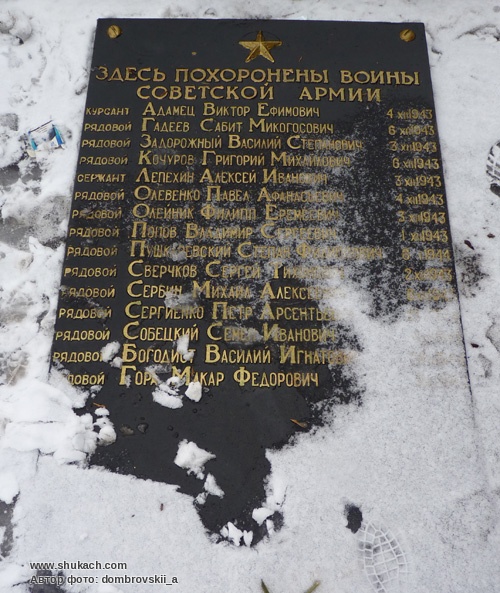 ЗДЕСЬ ПОХОРОНЕНЫ ВОИНЫ
СОВЕТСКОЙ АРМИИ
КУРСАНТ АДАМЕЦ ВИКТОР ЕФИМОВИЧ 4 XII 1943
РЯДОВОЙ ГАДЕЕВ САБИТ МИКОГОСОВИЧ 6 XII 1943
РЯДОВОЙ ЗАДОРОЖНЫЙ ВАСИЛИЙ СТЕПАНОВИЧ 3 XII 1943
РЯДОВОЙ КОЧУРОВ ГРИГОРИЙ МИХАЙЛОВИЧ 6 XII 1943
СЕРЖАНТ ЛЕПЕХИН АЛЕКСЕЙ ИВАНОВИЧ 3 XII 1943
РЯДОВОЙ ОЛЕВЕНКО ПАВЕЛ АФАНАСЬЕВИЧ 4 XII 1943
РЯДОВОЙ ОЛЕЙНИК ФИЛИПП ЕРЕМЕЕВИЧ 3 XII 1943
РЯДОВОЙ ПОПОВ ВЛАДИМИР СЕРГЕЕВИЧ 1 XII 1943
РЯДОВОЙ СТЕПАН
РЯДОВОЙ СВЕРЧКОВ СЕРГЕЙ
РЯДОВОЙ СЕРБИН МИХАИЛ
РЯДОВОЙ СЕРГИЕНКО ПЕТР АРСЕНТЬЕВИЧ
РЯДОВОЙ СОБЕЦКИЙ СЕМЕН ИВАНОВИЧ
РЯДОВОЙ БОГОДИСТ ВАСИЛИЙ
РЯДОВОЙ ГОРА МАКАР ФЕДОРОВИЧ
www.shukach.com
Автор фото: dombrovskii_a